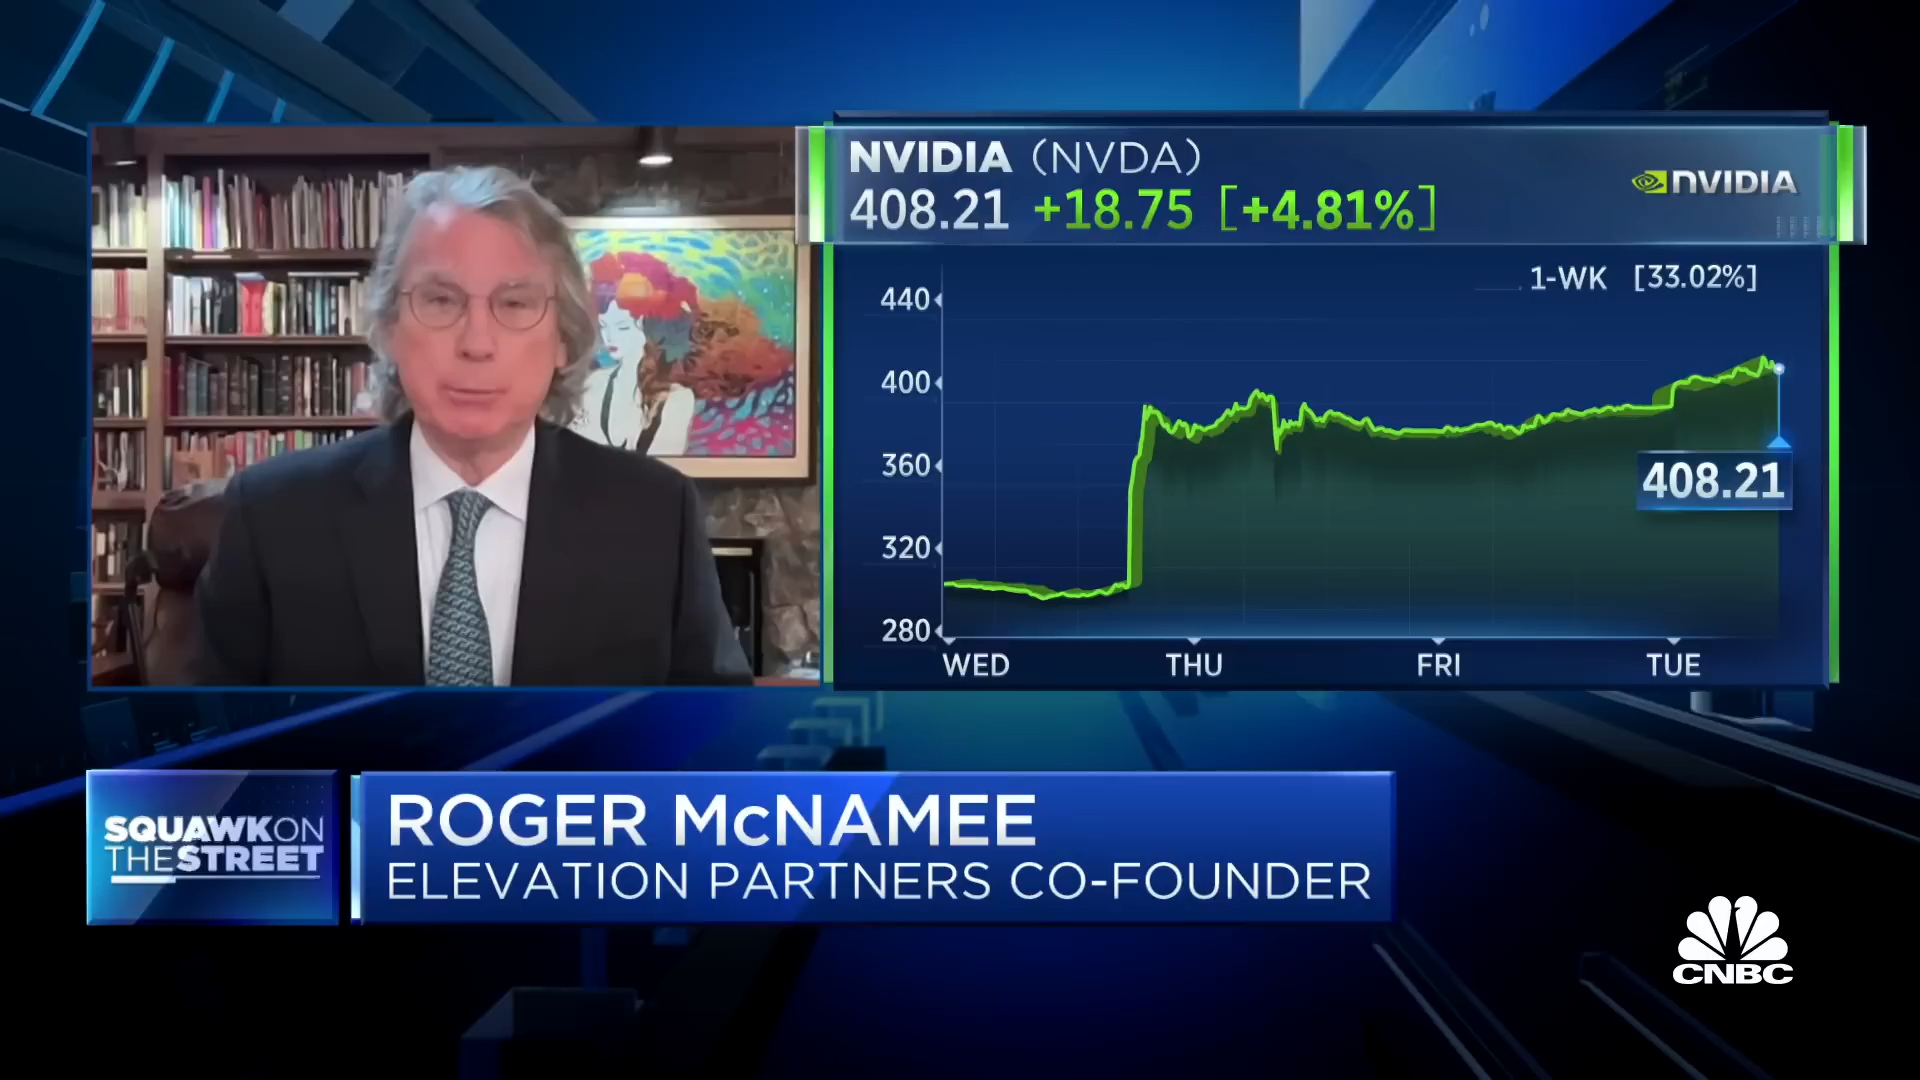 NVIDIA (NVDA)
408.21 +18.75 [+4.81%]
NVIDIA
1-WK [33.02%]
440
400
360
320
280
408.21
WED THU FRI TUE
SQUAWK ON
THE STREET
ROGER McNAMEE
ELEVATION PARTNERS CO-FOUNDER
CNBC